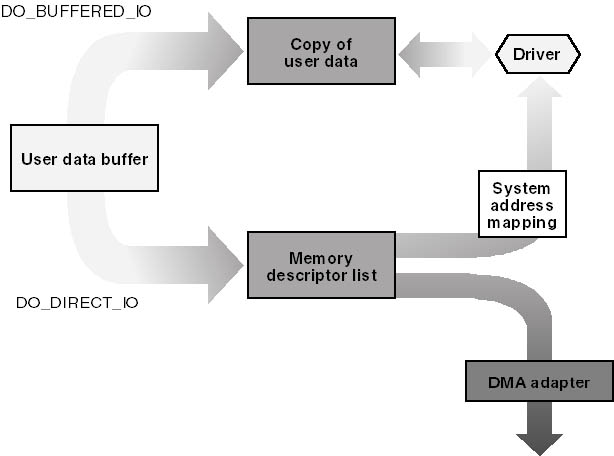 DO_BUFFERED_IO
Copy of
user data
Driver
User data buffer
System
address
mapping
Memory
descriptor list
DO_DIRECT_IO
DMA adapter